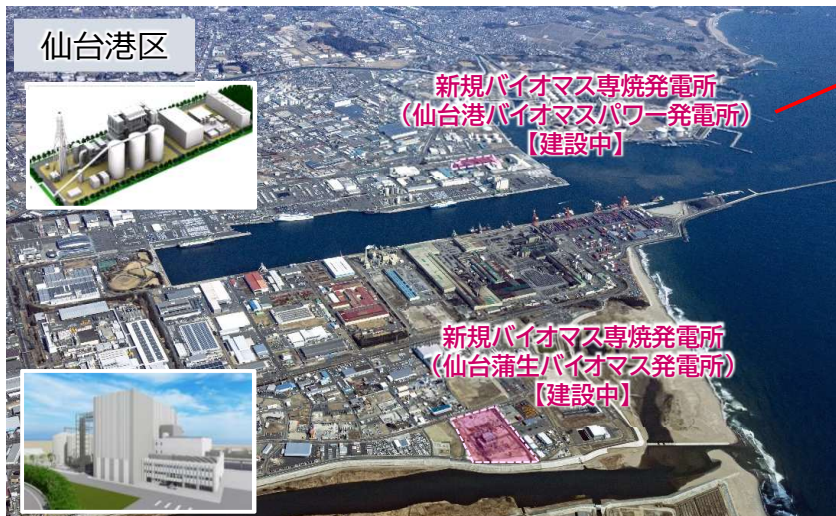 仙台港区
新規バイオマス専焼発電所
（仙台港バイオマスパワー発電所）
【建設中】
新規バイオマス専焼発電所
（仙台蒲生バイオマス発電所）
【建設中】